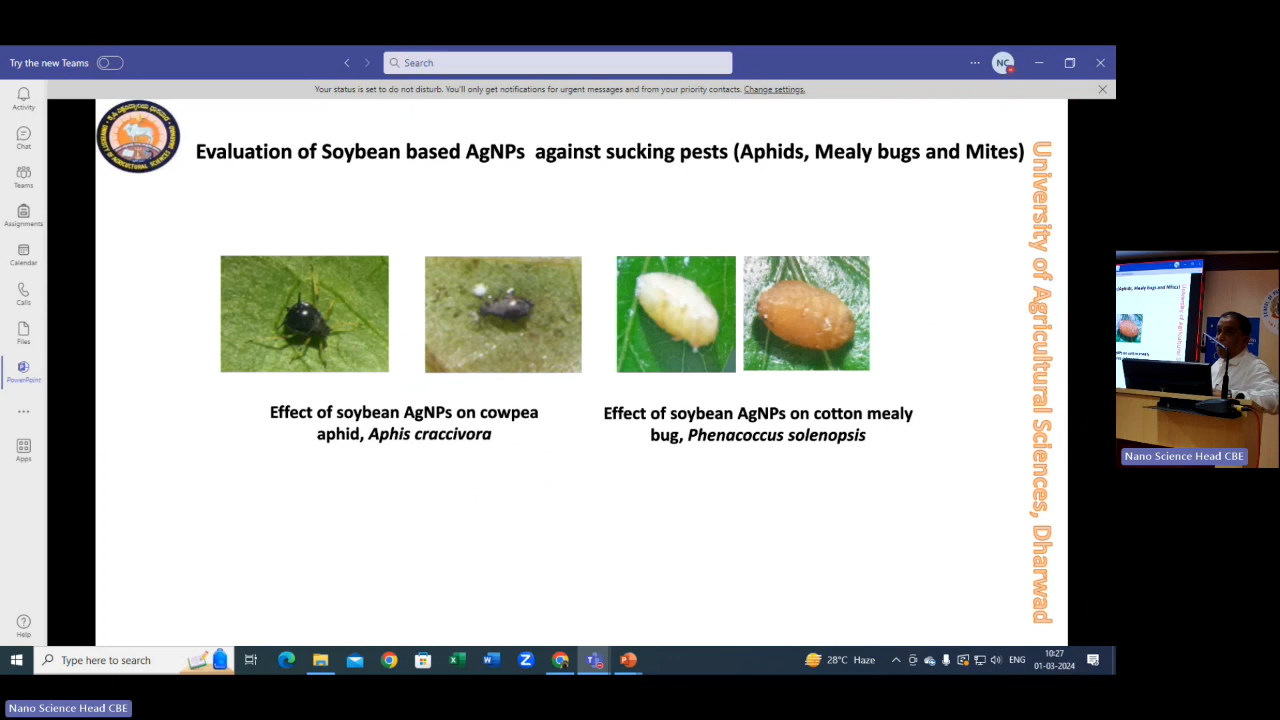 Try the new Teams
Search
NC
Your status is set to do not disturb. You'll only get notifications for urgent messages and from your priority contacts. Change settings.
Activity
Chat
Teams
Assignments
Calendar
Calls
Files
PowerPoint
Apps
Help
Evaluation of Soybean based AgNPs against sucking pests (Aphids, Mealy bugs and Mites)
Effect of soybean AgNPs on cowpea
aphid, Aphis craccivora
Effect of soybean AgNPs on cotton mealy
bug, Phenacoccus solenopsis
University of Agricultural Sciences, Dharwad
Nano Science Head CBE
Type here to search
28°C Haze
ENG
10:27
01-03-2024
Nano Science Head CBE